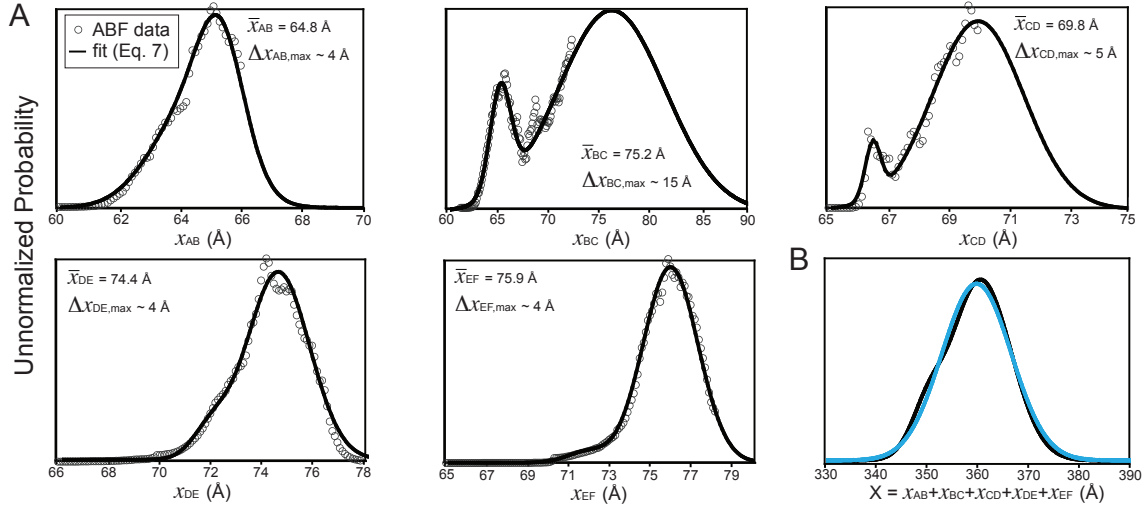 A
Unnormalized Probability
ABF data
fit (Eq. 7)
x̅AB = 64.8 Å
ΔxAB,max ~ 4 Å
60 62 64 66 68 70
xAB (Å)
x̅BC = 75.2 Å
ΔxBC,max ~ 15 Å
60 65 70 75 80 85 90
xBC (Å)
x̅CD = 69.8 Å
ΔxCD,max ~ 5 Å
65 67 69 71 73 75
xCD (Å)
x̅DE = 74.4 Å
ΔxDE,max ~ 4 Å
66 68 70 72 74 76 78
xDE (Å)
x̅EF = 75.9 Å
ΔxEF,max ~ 4 Å
65 67 69 71 73 75 77 79
xEF (Å)
B
330 340 350 360 370 380 390
X = xAB+xBC+xCD+xDE+xEF (Å)